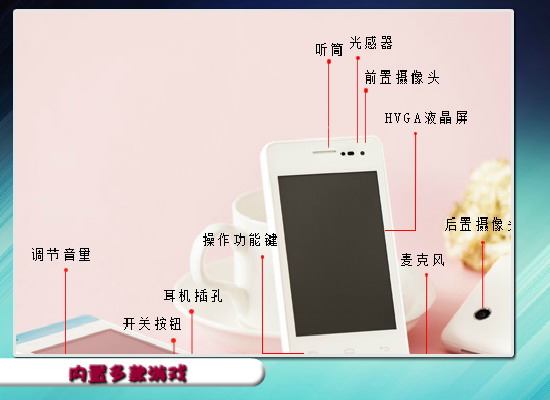 听筒
光感器
前置摄像头
HVGA液晶屏
后置摄像
操作功能键
调节音量
麦克风
耳机插孔
开关按钮
内置多款游戏